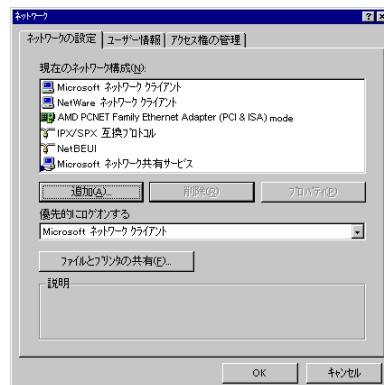 ネットワーク
ネットワークの設定 ユーザー情報 アクセス権の管理
現在のネットワーク構成(N):
Microsoft ネットワーク クライアント
NetWare ネットワーク クライアント
AMD PCNET Family Ethernet Adapter (PCI & ISA) mode
IPX/SPX 互換プロトコル
NetBEUI
Microsoft ネットワーク共有サービス
追加(A)... 削除(R) プロパティ(P)
優先的にログオンする
Microsoft ネットワーク クライアント
ファイルとプリンタの共有(F)...
説明
OK キャンセル